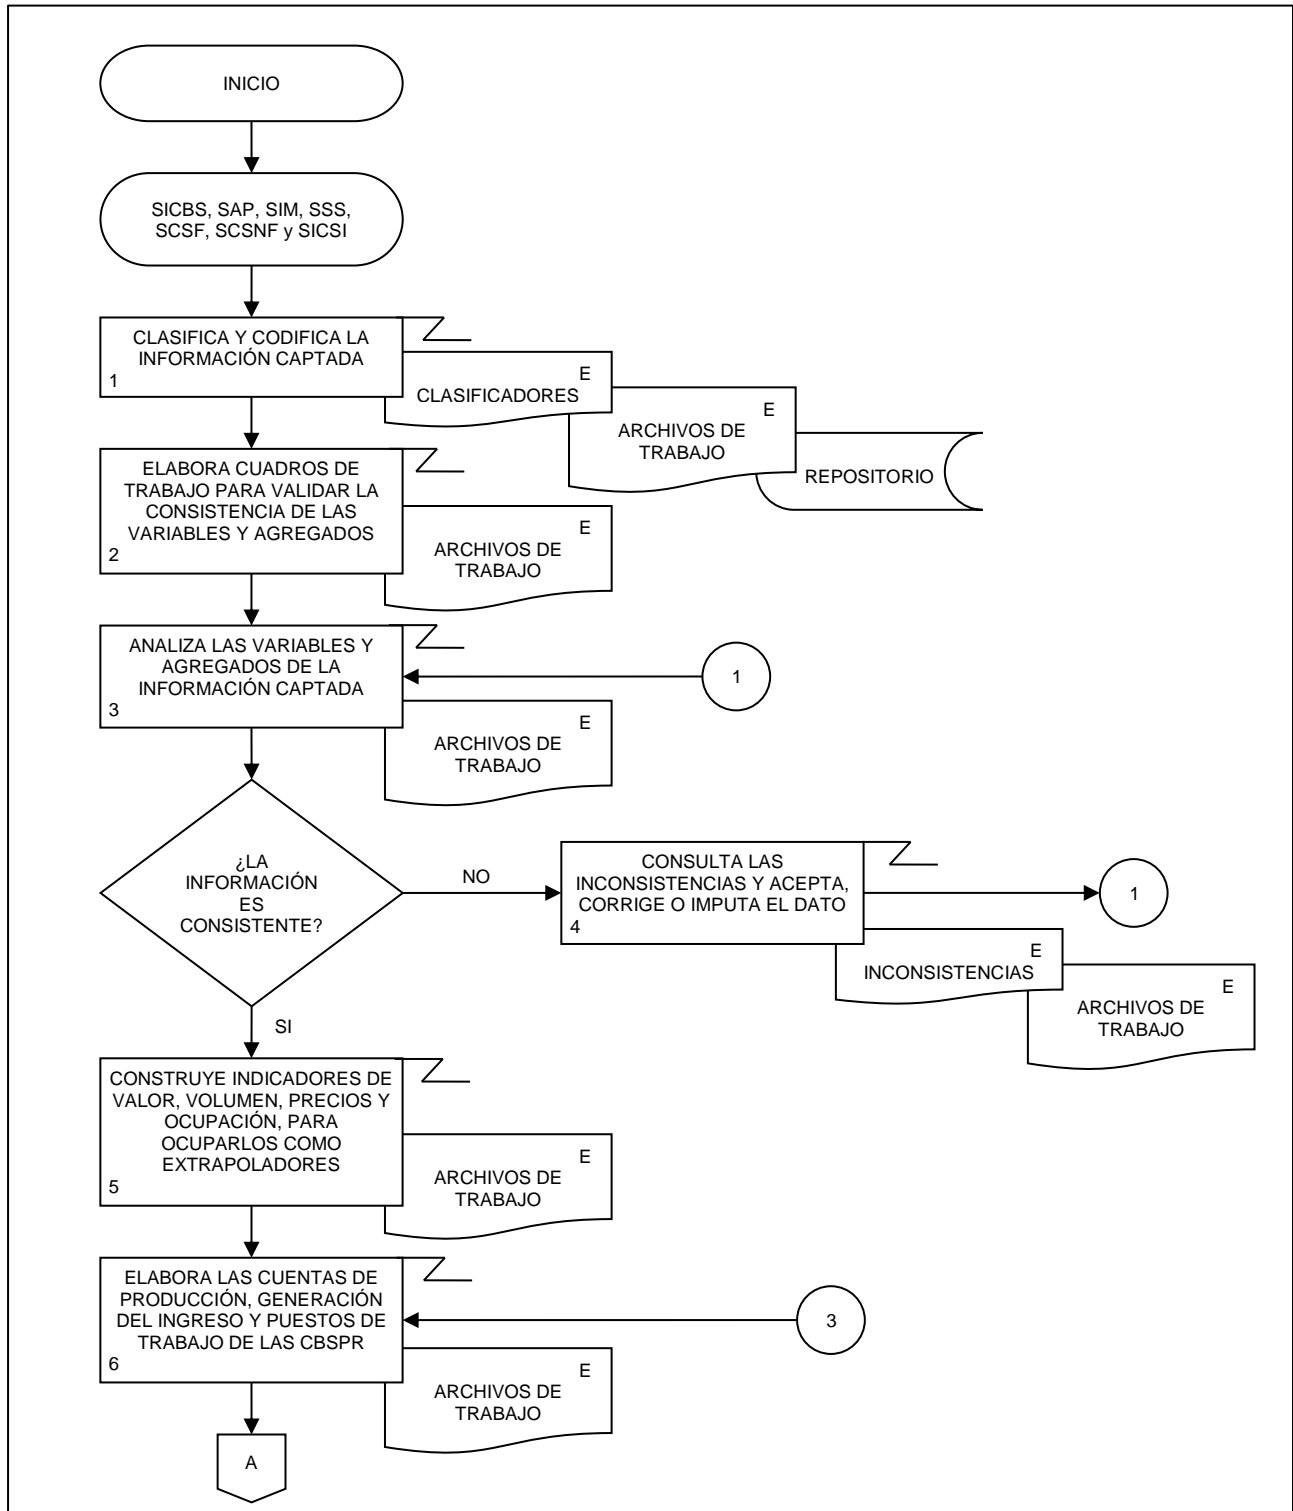 INICIO
SICBS, SAP, SIM, SSS,
SCSF, SCSNF y SICSI
CLASIFICA Y CODIFICA LA
INFORMACIÓN CAPTADA
1
E
CLASIFICADORES
E
ARCHIVOS DE
TRABAJO
REPOSITORIO
ELABORA CUADROS DE
TRABAJO PARA VALIDAR LA
CONSISTENCIA DE LAS
VARIABLES Y AGREGADOS
2
E
ARCHIVOS DE
TRABAJO
ANALIZA LAS VARIABLES Y
AGREGADOS DE LA
INFORMACIÓN CAPTADA
3
1
E
ARCHIVOS DE
TRABAJO
¿LA
INFORMACIÓN
ES
CONSISTENTE?
NO
CONSULTA LAS
INCONSISTENCIAS Y ACEPTA,
CORRIGE O IMPUTA EL DATO
4
1
E
INCONSISTENCIAS
E
ARCHIVOS DE
TRABAJO
SI
CONSTRUYE INDICADORES DE
VALOR, VOLUMEN, PRECIOS Y
OCUPACIÓN, PARA
OCUPARLOS COMO
EXTRAPOLADORES
5
E
ARCHIVOS DE
TRABAJO
ELABORA LAS CUENTAS DE
PRODUCCIÓN, GENERACIÓN
DEL INGRESO Y PUESTOS DE
TRABAJO DE LAS CBSPR
6
3
E
ARCHIVOS DE
TRABAJO
A